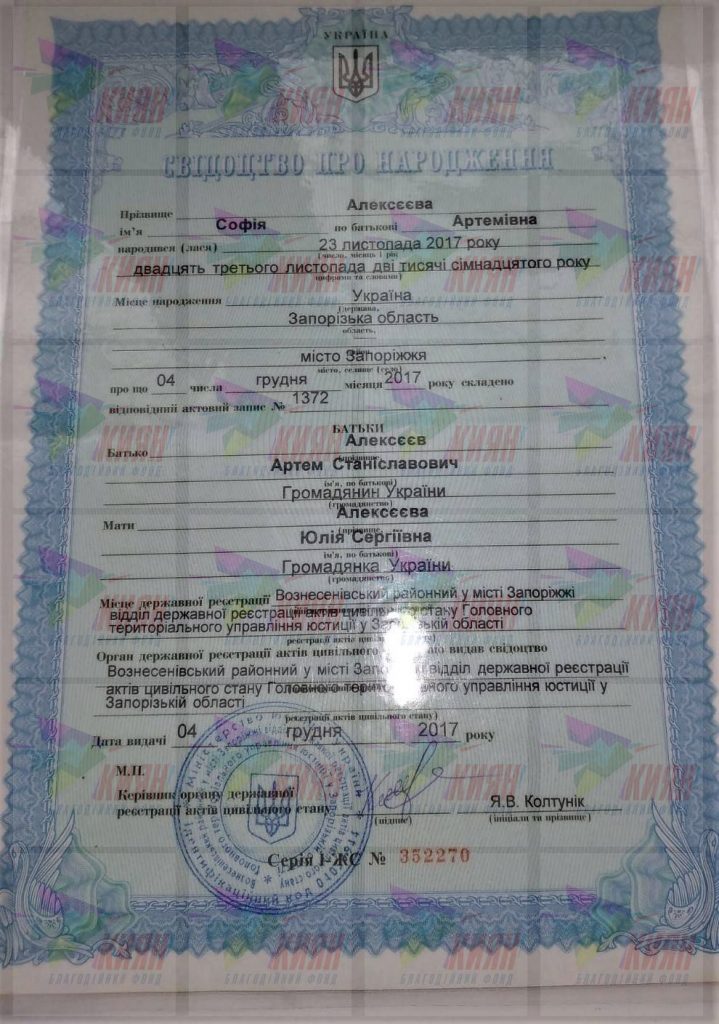 УКРАЇНА
СВІДОЦТВО ПРО НАРОДЖЕННЯ
Прізвище Алексєєва
ім'я Софія по батькові Артемівна
народився (лася) 23 листопада 2017 року
(число, місяць і рік
двадцять третього листопада дві тисячі сімнадцятого року
цифрами та словами)
Місце народження Україна
(держава,
Запорізька область
область,
місто Запоріжжя
місто, селище (село)
про що 04 числа грудня місяця 2017 року складено
відповідний актовий запис № 1372
БАТЬКИ
Батько Алексєєв
(прізвище,
Артем Станіславович
ім'я, по батькові)
Громадянин України
(громадянство)
Мати Алексєєва
(прізвище,
Юлія Сергіївна
ім'я, по батькові)
Громадянка України
(громадянство)
Місце державної реєстрації Вознесенівський районний у місті Запоріжжі
відділ державної реєстрації актів цивільного стану Головного
територіального управління юстиції у Запорізькій області
реєстрації актів цивільного стану)
Орган державної реєстрації актів цивільного що видав свідоцтво
Вознесенівський районний у місті відділ державної реєстрації
актів цивільного стану Головного управління юстиції у
Запорізькій області
реєстрації актів цивільного стану)
Дата видачі 04 грудня 2017 року
М.П.
Керівник органу державної
реєстрації актів цивільного стану
Я.В. Колтунік
(підпис) (ініціали та прізвище)
Серія І-ЖС № 352270
КИЯН
БЛАГОДІЙНИЙ ФОНД